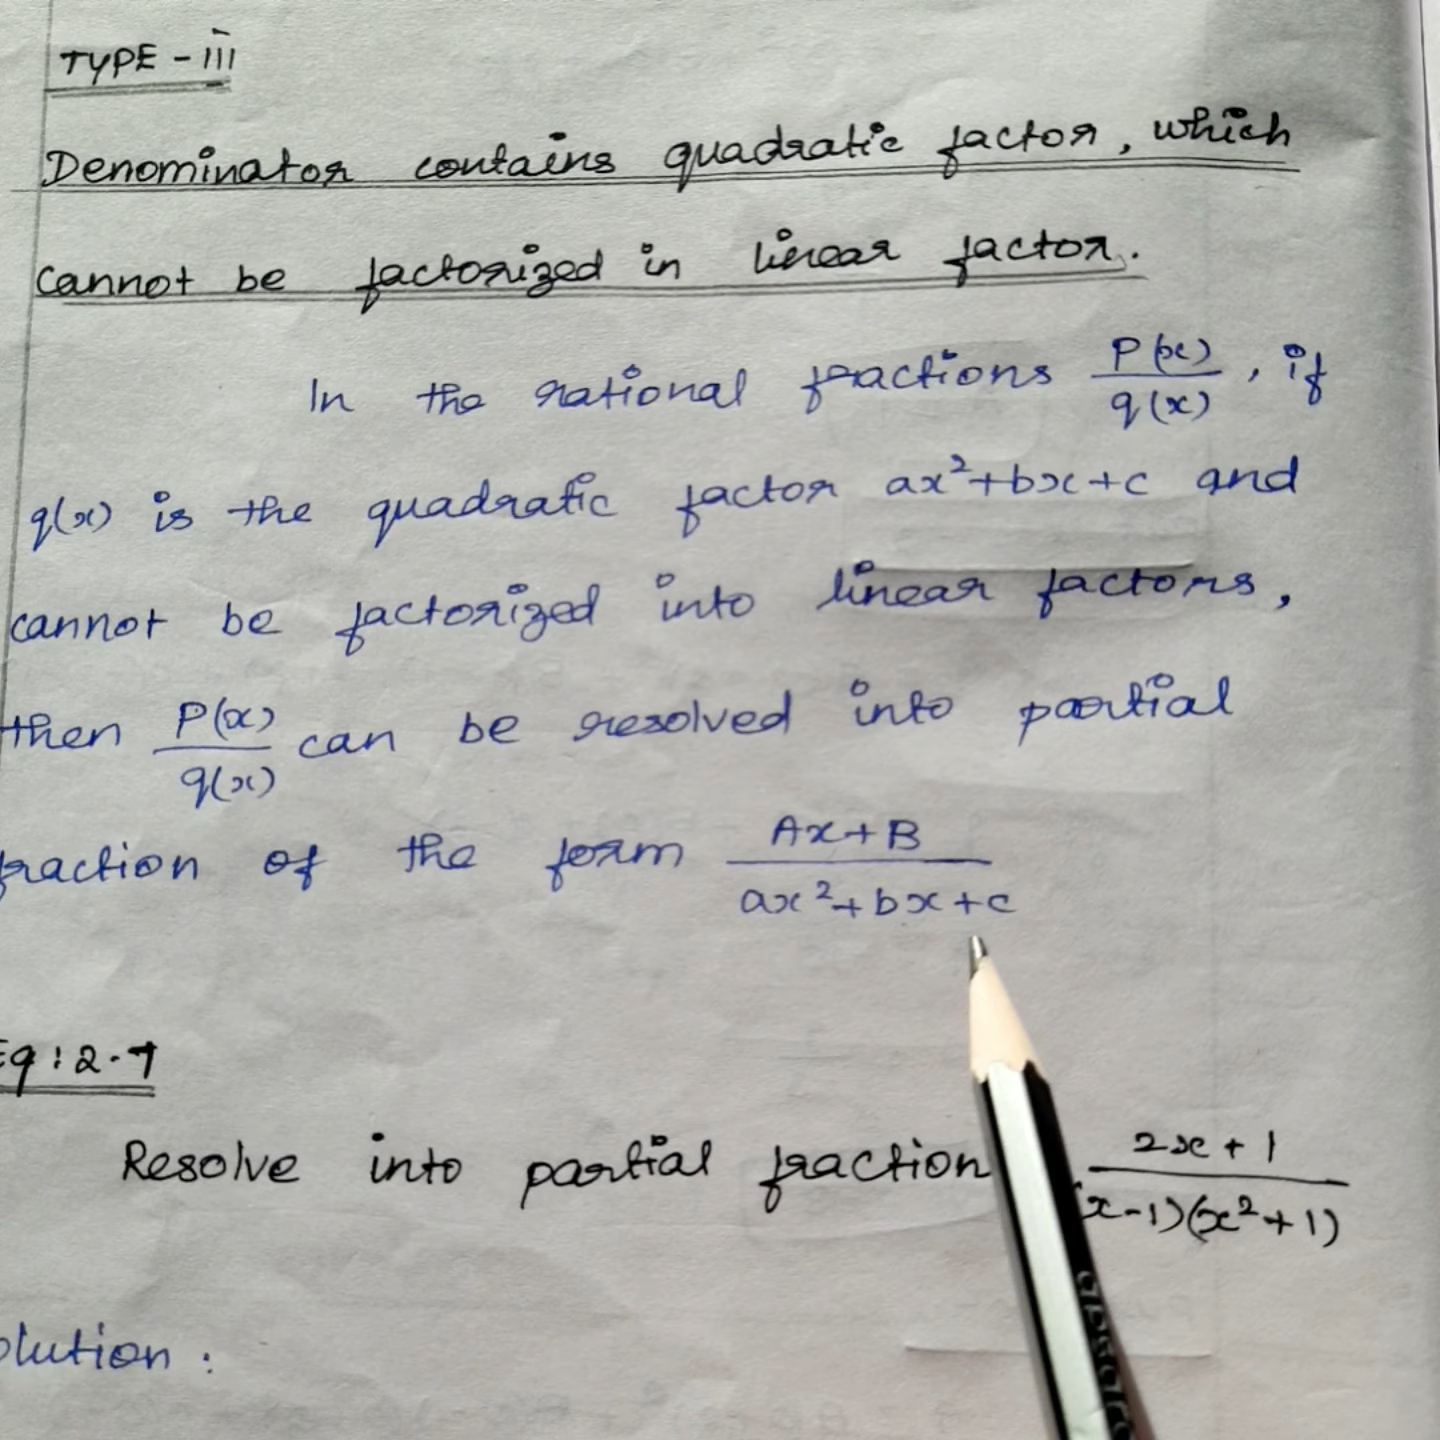 TYPE - III
Denominator contains quadratic factor, which
cannot be factorized in linear factor.
In the rational fractions P(x)/q(x), if
q(x) is the quadratic factor ax²+bx+c and
cannot be factorized into linear factors,
then P(x)/q(x) can be resolved into partial
fraction of the form Ax+B/ax²+bx+c
Eg: 2.7
Resolve into partial fraction 2x+1/(x-1)(x²+1)
olution:
apsara